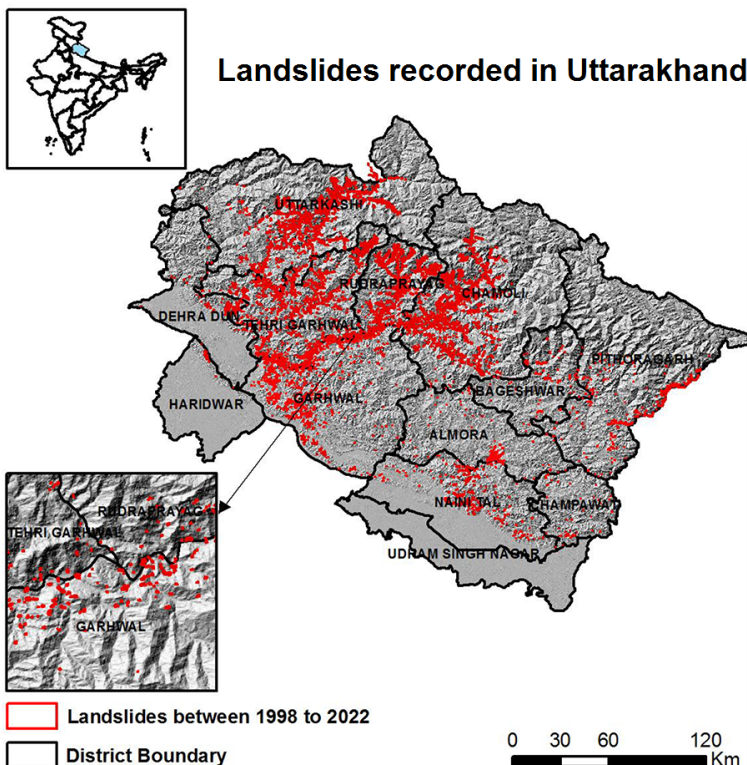 Landslides recorded in Uttarakhand
UTTARKASHI
RUDRAPRAYAG
CHAMOLI
DEHRA DUN
TEHRI GARHWAL
PITHORAGARH
HARIDWAR
GARHWAL
BAGESHWAR
ALMORA
NAINI TAL
CHAMPAWAT
UDRAM SINGH NAGAR
RUDRAPRAYAG
TEHRI GARHWAL
GARHWAL
Landslides between 1998 to 2022
District Boundary
0 30 60 120
Km